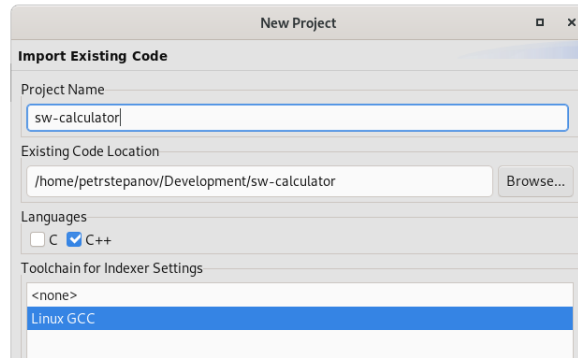 New Project
Import Existing Code
Project Name
sw-calculator
Existing Code Location
/home/petrstepanov/Development/sw-calculator Browse...
Languages
C C++
Toolchain for Indexer Settings
<none>
Linux GCC